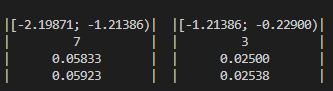 |[-2.19871; -1.21386)| |[-1.21386; -0.22900)|
| 7 | | 3 |
| 0.05833 | | 0.02500 |
| 0.05923 | | 0.02538 |